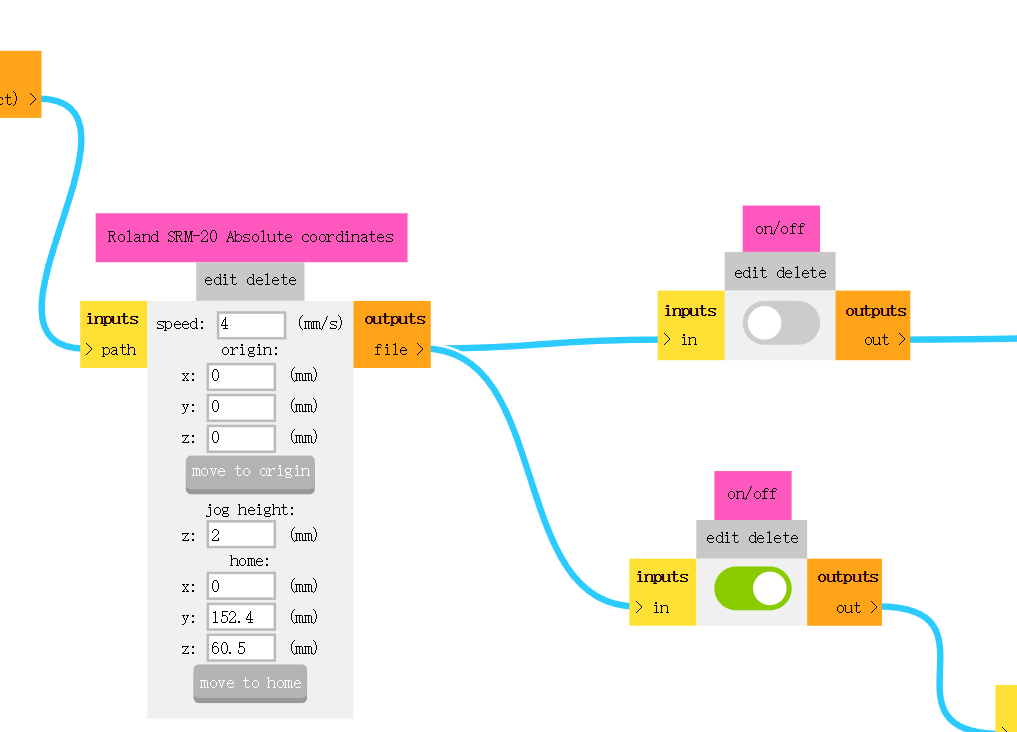 ct) >
Roland SRM-20 Absolute coordinates
edit delete
inputs
> path
speed: 4 (mm/s)
origin:
x: 0 (mm)
y: 0 (mm)
z: 0 (mm)
move to origin
jog height:
z: 2 (mm)
home:
x: 0 (mm)
y: 152.4 (mm)
z: 60.5 (mm)
move to home
outputs
file >
on/off
edit delete
inputs
> in
outputs
out >
on/off
edit delete
inputs
> in
outputs
out >